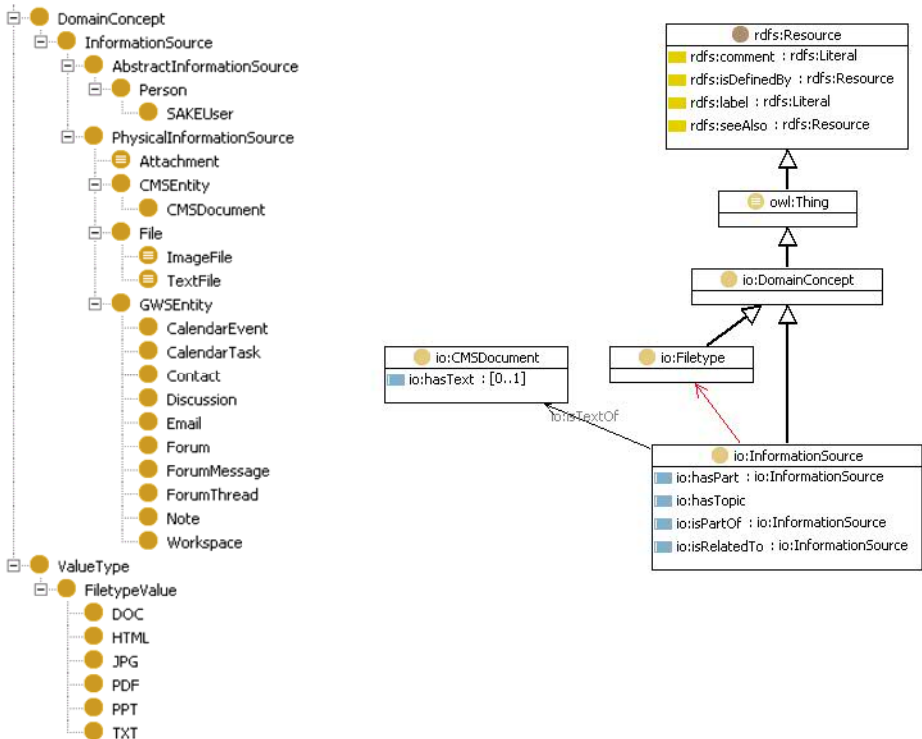 DomainConcept
InformationSource
AbstractInformationSource
Person
SAKEUser
PhysicalInformationSource
Attachment
CMSEntity
CMSDocument
File
ImageFile
TextFile
GWSEntity
CalendarEvent
CalendarTask
Contact
Discussion
Email
Forum
ForumMessage
ForumThread
Note
Workspace
ValueType
FiletypeValue
DOC
HTML
JPG
PDF
PPT
TXT
rdfs:Resource
rdfs:comment : rdfs:Literal
rdfs:isDefinedBy : rdfs:Resource
rdfs:label : rdfs:Literal
rdfs:seeAlso : rdfs:Resource
owl:Thing
io:DomainConcept
io:CMSDocument
io:hasText : [0..1]
io:Filetype
io:isTextOf
io:InformationSource
io:hasPart : io:InformationSource
io:hasTopic
io:isPartOf : io:InformationSource
io:isRelatedTo : io:InformationSource